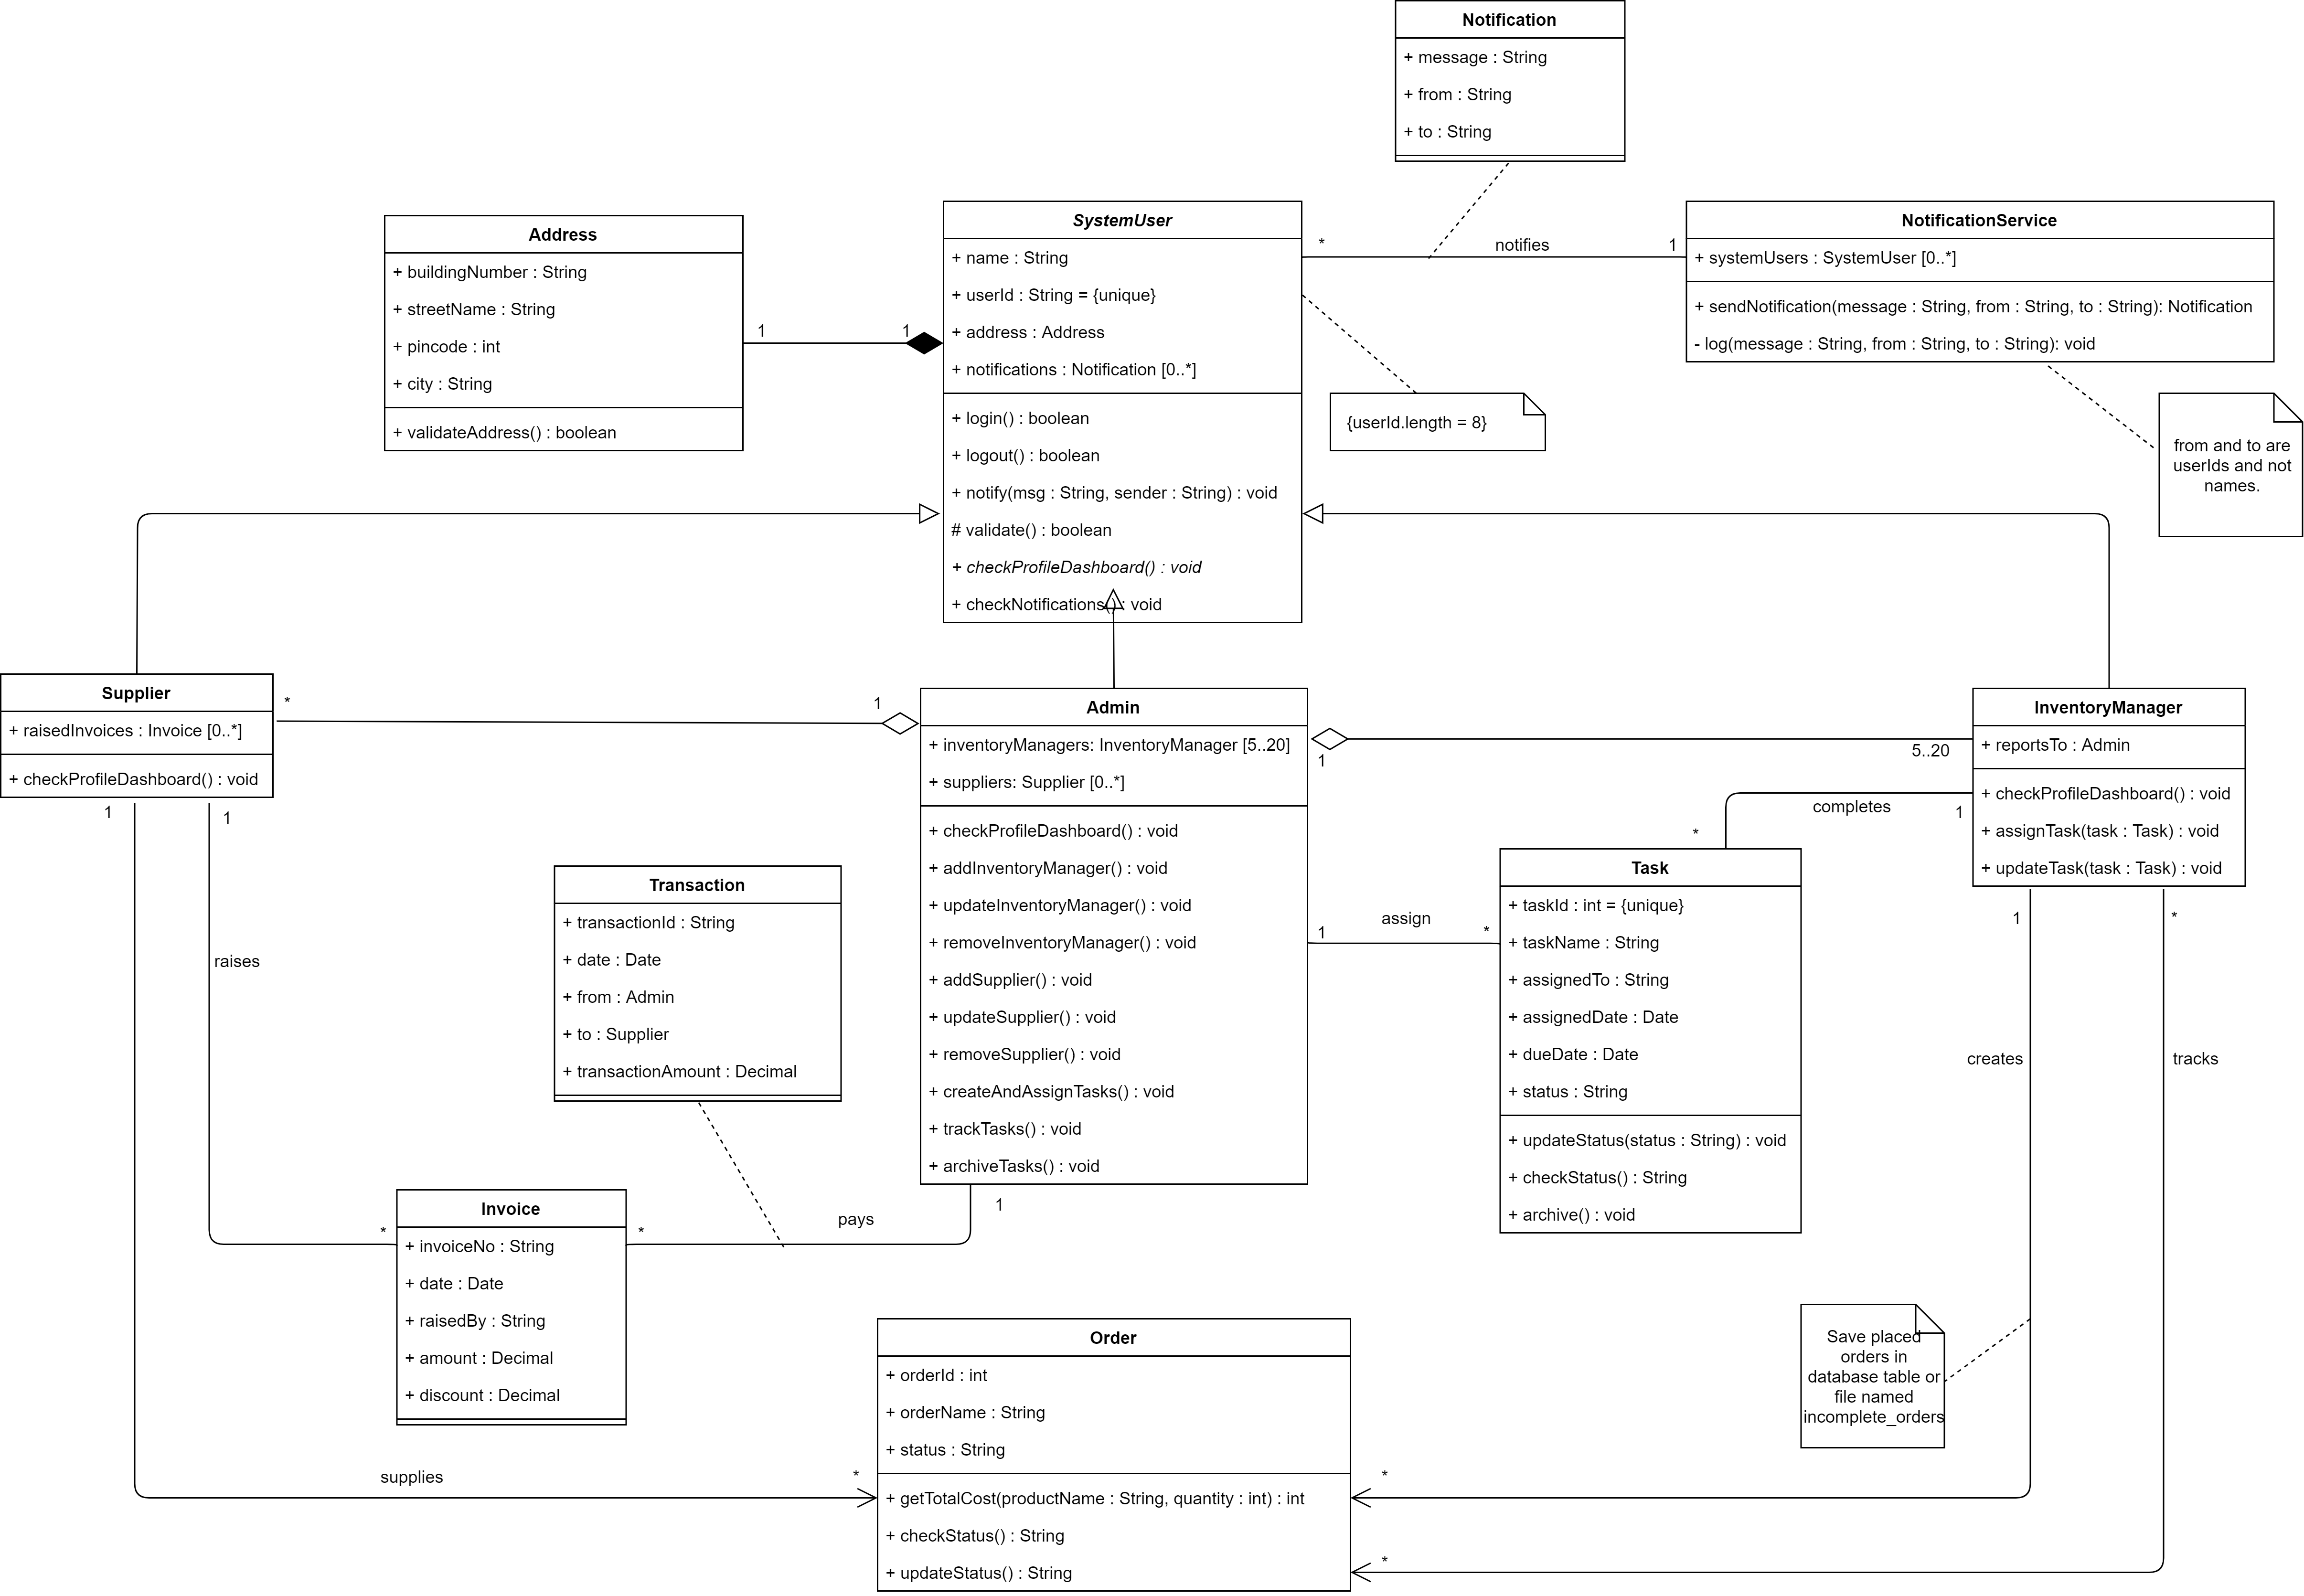 Notification
+ message : String
+ from : String
+ to : String
Address
+ buildingNumber : String
+ streetName : String
+ pincode : int
+ city : String
+ validateAddress() : boolean
1
1
SystemUser
+ name : String
+ userId : String = {unique}
+ address : Address
+ notifications : Notification [0..*]
+ login() : boolean
+ logout() : boolean
+ notify(msg : String, sender : String) : void
# validate() : boolean
+ checkProfileDashboard() : void
+ checkNotifications() : void
*
notifies
1
NotificationService
+ systemUsers : SystemUser [0..*]
+ sendNotification(message : String, from : String, to : String): Notification
- log(message : String, from : String, to : String): void
{userId.length = 8}
from and to are
userIds and not
names.
Supplier
+ raisedInvoices : Invoice [0..*]
+ checkProfileDashboard() : void
*
1
1
1
Admin
+ inventoryManagers: InventoryManager [5..20]
+ suppliers: Supplier [0..*]
+ checkProfileDashboard() : void
+ addInventoryManager() : void
+ updateInventoryManager() : void
+ removeInventoryManager() : void
+ addSupplier() : void
+ updateSupplier() : void
+ removeSupplier() : void
+ createAndAssignTasks() : void
+ trackTasks() : void
+ archiveTasks() : void
1
5..20
InventoryManager
+ reportsTo : Admin
+ checkProfileDashboard() : void
+ assignTask(task : Task) : void
+ updateTask(task : Task) : void
completes
1
*
Task
+ taskId : int = {unique}
+ taskName : String
+ assignedTo : String
+ assignedDate : Date
+ dueDate : Date
+ status : String
+ updateStatus(status : String) : void
+ checkStatus() : String
+ archive() : void
1
assign
*
1
*
creates
tracks
Transaction
+ transactionId : String
+ date : Date
+ from : Admin
+ to : Supplier
+ transactionAmount : Decimal
raises
Invoice
+ invoiceNo : String
+ date : Date
+ raisedBy : String
+ amount : Decimal
+ discount : Decimal
*
*
pays
1
Save placed
orders in
database table or
file named
incomplete_orders
Order
+ orderId : int
+ orderName : String
+ status : String
+ getTotalCost(productName : String, quantity : int) : int
+ checkStatus() : String
+ updateStatus() : String
supplies
*
*
*